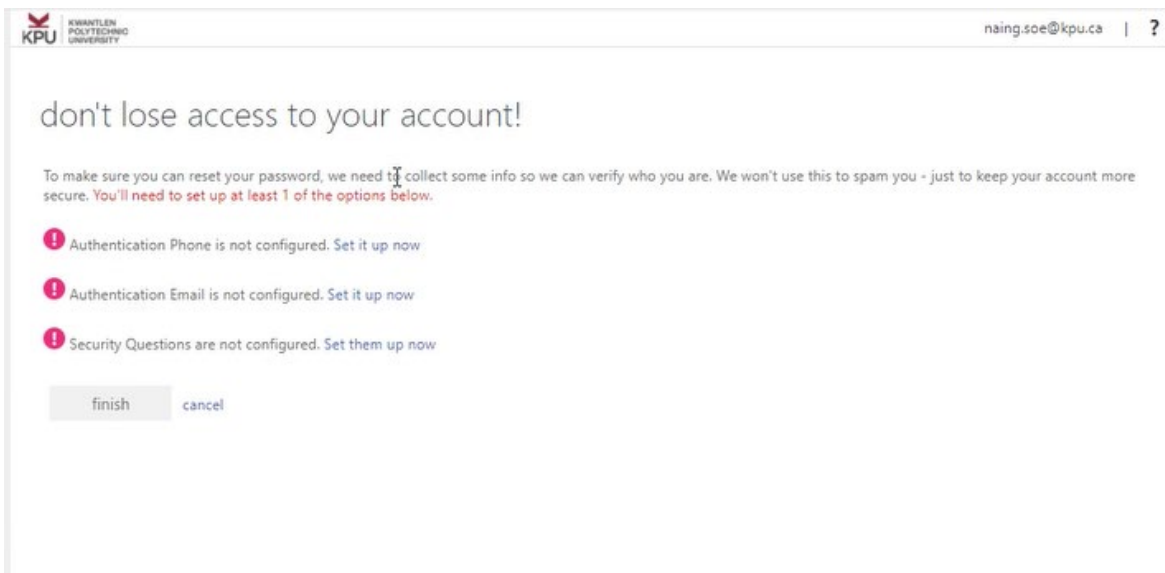 KPU
KWANTLEN
POLYTECHNIC
UNIVERSITY
naing.soe@kpu.ca | ?
don't lose access to your account!
To make sure you can reset your password, we need to collect some info so we can verify who you are. We won't use this to spam you - just to keep your account more
secure. You'll need to set up at least 1 of the options below.
! Authentication Phone is not configured. Set it up now
! Authentication Email is not configured. Set it up now
! Security Questions are not configured. Set them up now
finish cancel